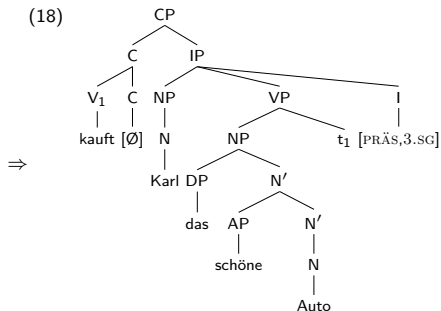 (18) CP
C IP
V₁ C NP VP I
kauft [Ø] N NP t₁ [PRÄS,3.SG]
⇒ Karl DP N′
das AP N′
schöne N
Auto